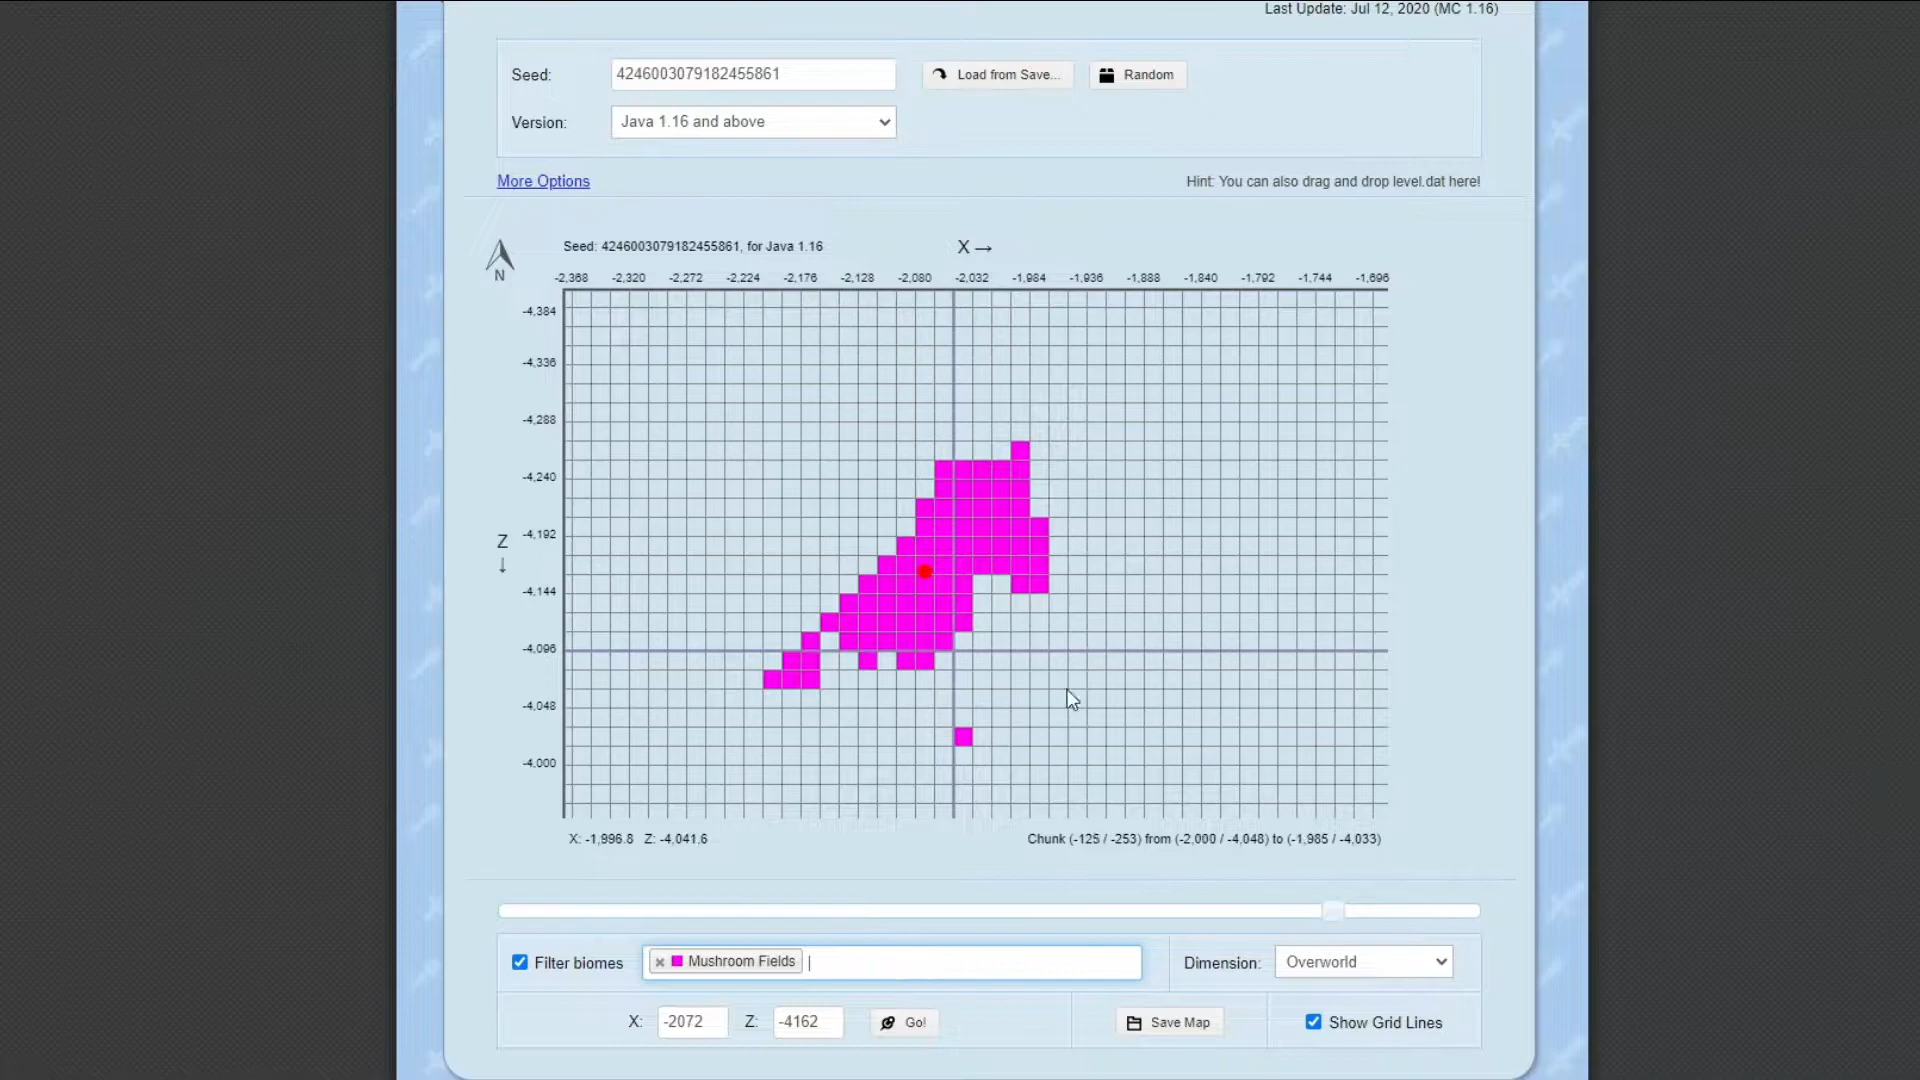 Last Update: Jul 12, 2020 (MC 1.16)
Seed: 4246003079182455861 Load from Save... Random
Version: Java 1.16 and above
More Options Hint: You can also drag and drop level.dat here!
Seed: 4246003079182455861, for Java 1.16 X →
N
-2,368 -2,320 -2,272 -2,224 -2,176 -2,128 -2,080 -2,032 -1,984 -1,936 -1,888 -1,840 -1,792 -1,744 -1,696
-4,384
-4,336
-4,288
-4,240
-4,192
Z
↓
-4,144
-4,096
-4,048
-4,000
X: -1,996.8 Z: -4,041.6 Chunk (-125 / -253) from (-2,000 / -4,048) to (-1,985 / -4,033)
Filter biomes × Mushroom Fields Dimension: Overworld
X: -2072 Z: -4162 Go! Save Map Show Grid Lines